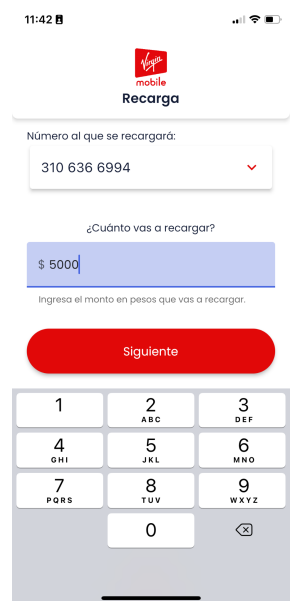 11:42
Virgin
mobile
Recarga
Número al que se recargará:
310 636 6994
¿Cuánto vas a recargar?
$ 5000
Ingresa el monto en pesos que vas a recargar.
Siguiente
1
2
ABC
3
DEF
4
GHI
5
JKL
6
MNO
7
PQRS
8
TUV
9
WXYZ
0